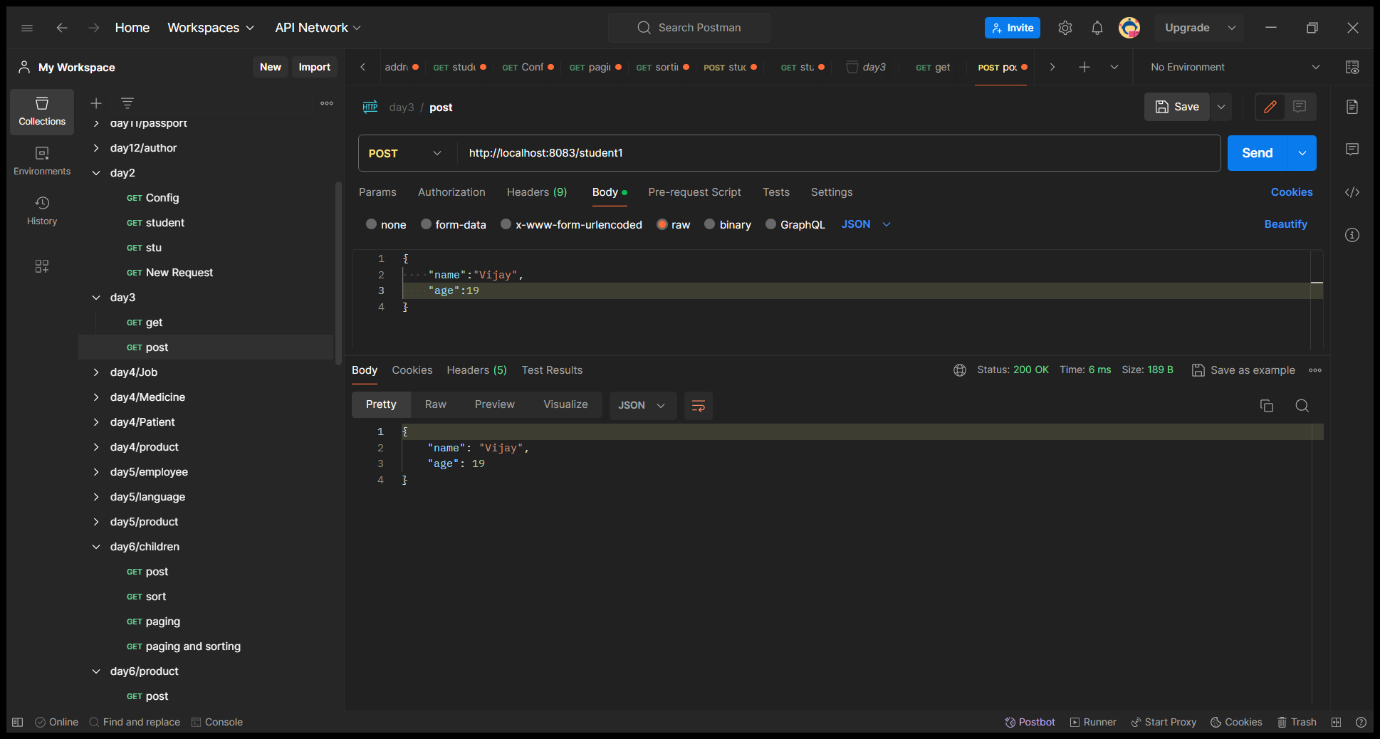 Home Workspaces API Network Search Postman Invite Upgrade
My Workspace New Import
GET Conf GET sortii GET stu day3 GET get POST No Environment
Collections
Environments
History
day11/passport
day12/author
day2
GET Config
GET student
GET stu
GET New Request
day3
GET get
GET post
day4/Job
day4/Medicine
day4/Patient
day4/product
day5/employee
day5/language
day5/product
day6/children
GET post
GET sort
GET paging
GET paging and sorting
day6/product
GET post
HTTP day3 / post Save
POST http://localhost:8083/student1 Send
Params Authorization Headers (9) Body Pre-request Script Tests Settings Cookies
none form-data x-www-form-urlencoded raw binary GraphQL JSON Beautify
1 {
2 "name":"Vijay",
3 "age":19
4 }
Body Cookies Headers (5) Test Results Status: 200 OK Time: 6 ms Size: 189 B Save as example
Pretty Raw Preview Visualize JSON
1 {
2 "name": "Vijay",
3 "age": 19
4 }
Online Find and replace Console Postbot Runner Start Proxy Cookies Trash